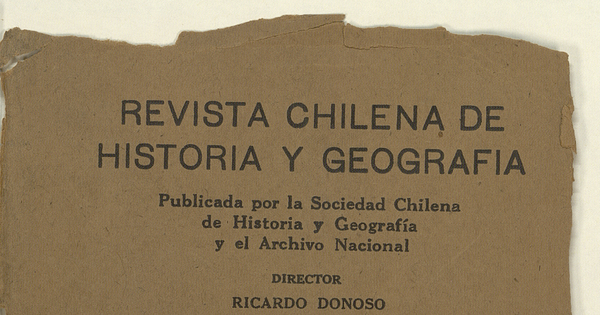 REVISTA CHILENA DE
HISTORIA Y GEOGRAFIA
Publicada por la Sociedad Chilena
de Historia y Geografía
y el Archivo Nacional
DIRECTOR
RICARDO DONOSO